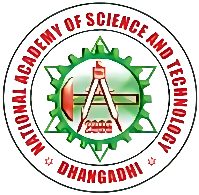 NATIONAL ACADEMY OF SCIENCE AND TECHNOLOGY
DHANGADHI